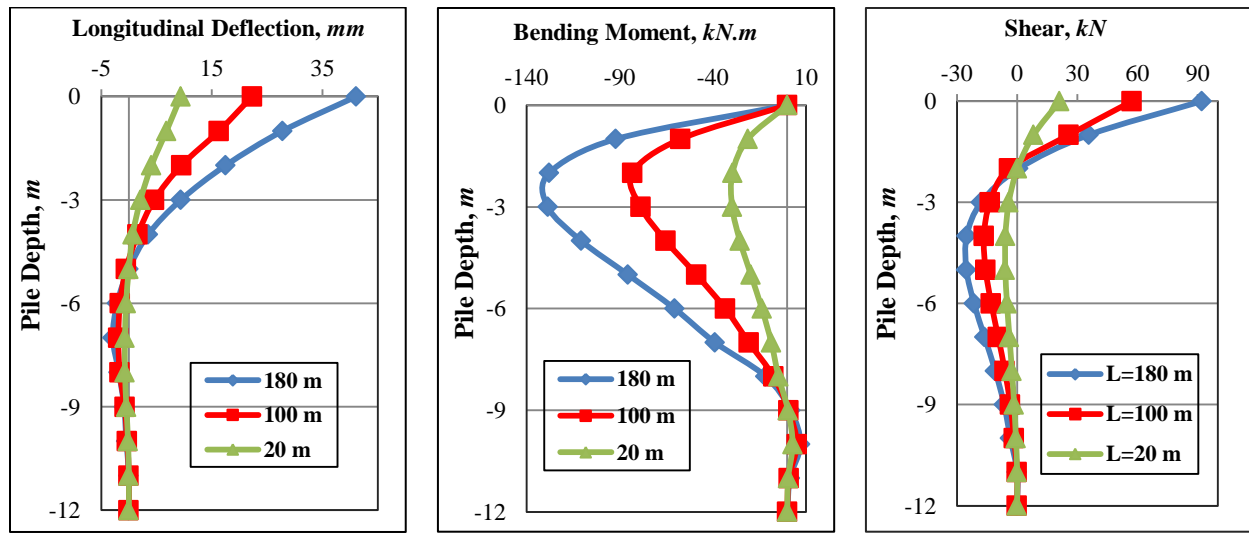 Longitudinal Deflection, mm
-5 15 35
0
-3
-6
-9
-12
Pile Depth, m
180 m
100 m
20 m
Bending Moment, kN.m
-140 -90 -40 10
0
-3
-6
-9
-12
Pile Depth, m
180 m
100 m
20 m
Shear, kN
-30 0 30 60 90
0
-3
-6
-9
-12
Pile Depth, m
L=180 m
L=100 m
L=20 m